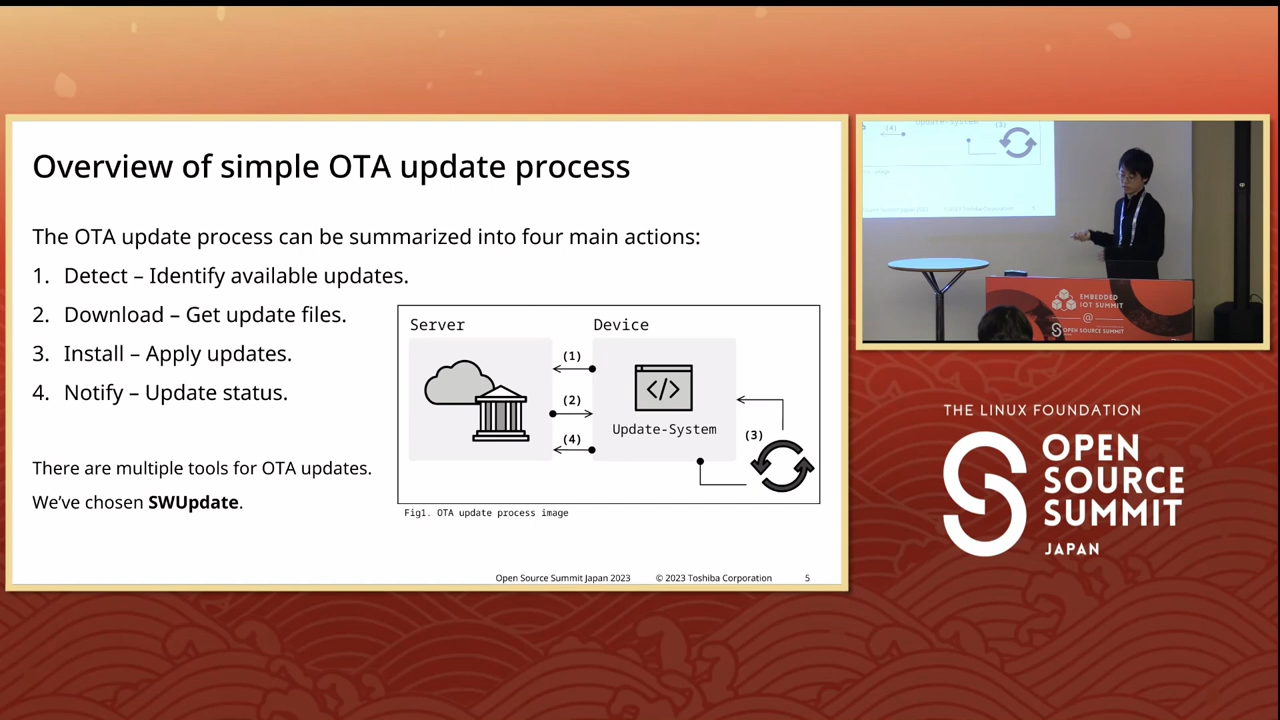 Overview of simple OTA update process
The OTA update process can be summarized into four main actions:
1. Detect – Identify available updates.
2. Download – Get update files.
3. Install – Apply updates.
4. Notify – Update status.
There are multiple tools for OTA updates.
We’ve chosen SWUpdate.
Server
Device
(1)
(2)
(4)
Update-System
(3)
Fig1. OTA update process image
Open Source Summit Japan 2023
© 2023 Toshiba Corporation
5
(4)
Update-System
(3)
EMBEDDED
IOT SUMMIT
@
OPEN SOURCE SUMMIT
THE LINUX FOUNDATION
OPEN
SOURCE
SUMMIT
JAPAN